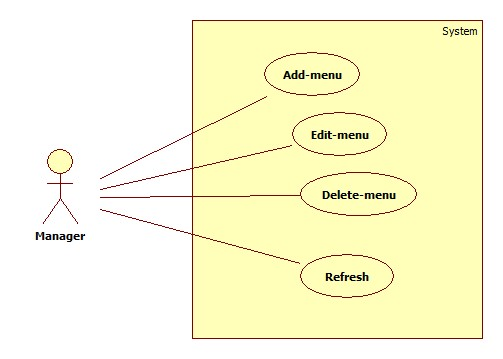 System
Add-menu
Edit-menu
Delete-menu
Manager
Refresh